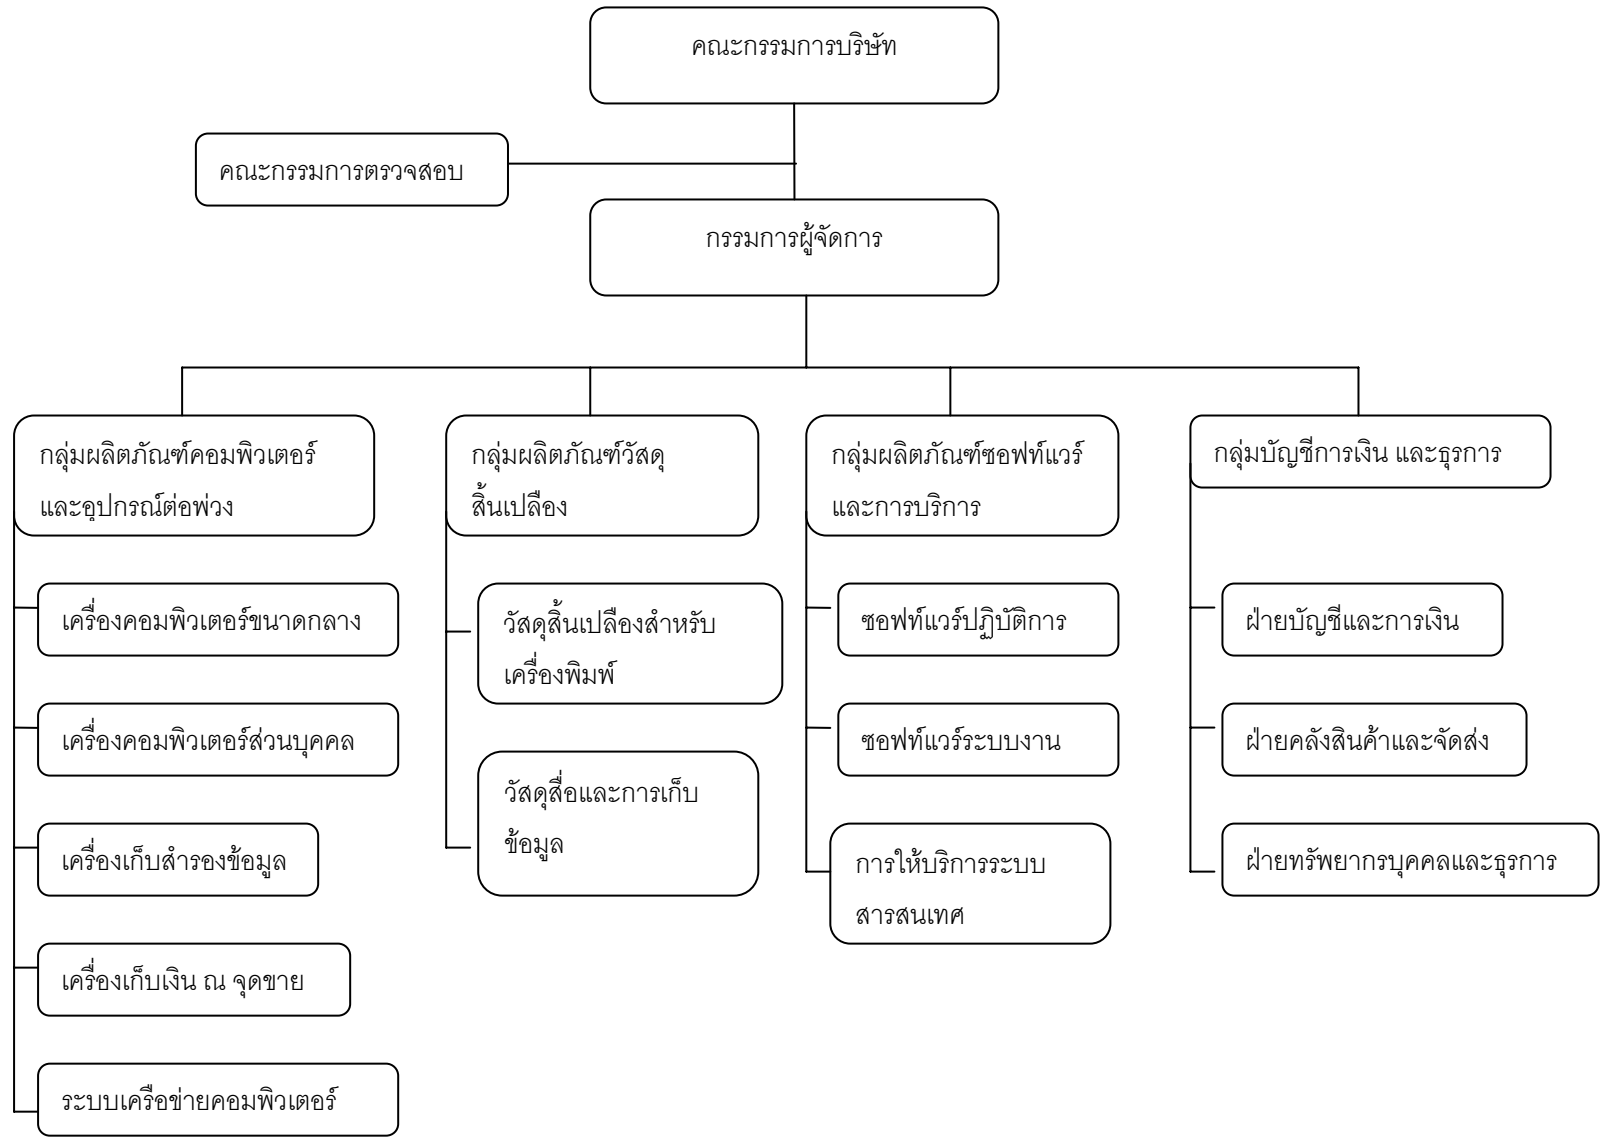 คณะกรรมการบริษัท
คณะกรรมการตรวจสอบ
กรรมการผู้จัดการ
กลุ่มผลิตภัณฑ์คอมพิวเตอร์
และอุปกรณ์ต่อพ่วง
เครื่องคอมพิวเตอร์ขนาดกลาง
เครื่องคอมพิวเตอร์ส่วนบุคคล
เครื่องเก็บสำรองข้อมูล
เครื่องเก็บเงิน ณ จุดขาย
ระบบเครือข่ายคอมพิวเตอร์
กลุ่มผลิตภัณฑ์วัสดุ
สิ้นเปลือง
วัสดุสิ้นเปลืองสำหรับ
เครื่องพิมพ์
วัสดุสื่อและการเก็บ
ข้อมูล
กลุ่มผลิตภัณฑ์ซอฟท์แวร์
และการบริการ
ซอฟท์แวร์ปฏิบัติการ
ซอฟท์แวร์ระบบงาน
การให้บริการระบบ
สารสนเทศ
กลุ่มบัญชีการเงิน และธุรการ
ฝ่ายบัญชีและการเงิน
ฝ่ายคลังสินค้าและจัดส่ง
ฝ่ายทรัพยากรบุคคลและธุรการ